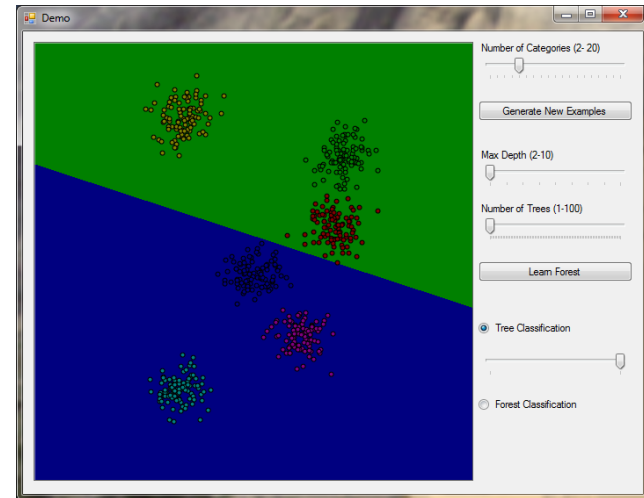 Demo
Number of Categories (2- 20)
Generate New Examples
Max Depth (2-10)
Number of Trees (1-100)
Learn Forest
Tree Classification
Forest Classification